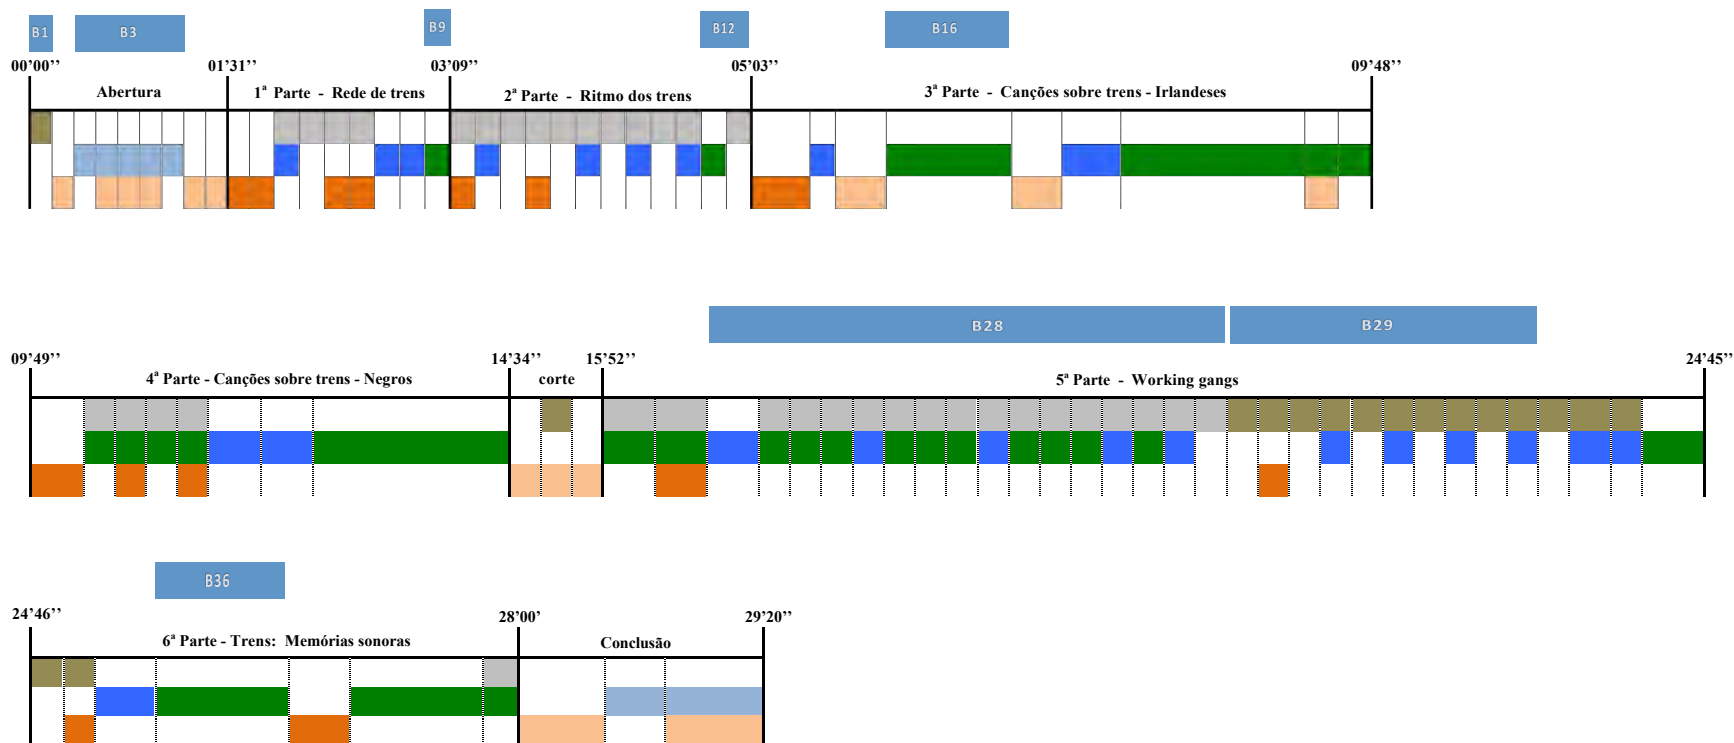 B1 B3 B9 B12 B16
00’00’’ 01’31’’ 03’09’’ 05’03’’ 09’48’’
Abertura 1ª Parte - Rede de trens 2ª Parte - Ritmo dos trens 3ª Parte - Canções sobre trens - Irlandeses
B28 B29
09’49’’ 14’34’’ 15’52’’ 24’45’’
4ª Parte - Canções sobre trens - Negros corte 5ª Parte - Working gangs
B36
24’46’’ 28’00’ 29’20’’
6ª Parte - Trens: Memórias sonoras Conclusão